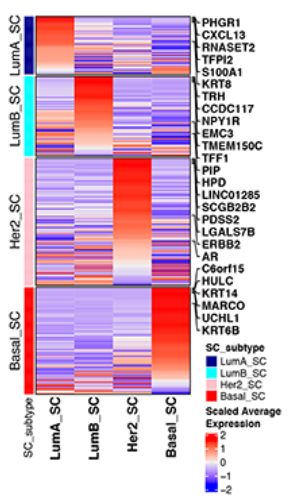 LumA_SC
LumB_SC
Her2_SC
Basal_SC
PHGR1
CXCL13
RNASET2
TFPI2
S100A1
KRT8
TRH
CCDC117
NPY1R
EMC3
TMEM150C
TFF1
PIP
HPD
LINC01285
SCGB2B2
PDSS2
LGALS7B
ERBB2
AR
C6orf15
HULC
KRT14
MARCO
UCHL1
KRT6B
SC_subtype
LumA_SC
LumB_SC
Her2_SC
Basal_SC
SC_subtype
LumA_SC
LumB_SC
Her2_SC
Basal_SC
Scaled Average
Expression
2
1
0
-1
-2